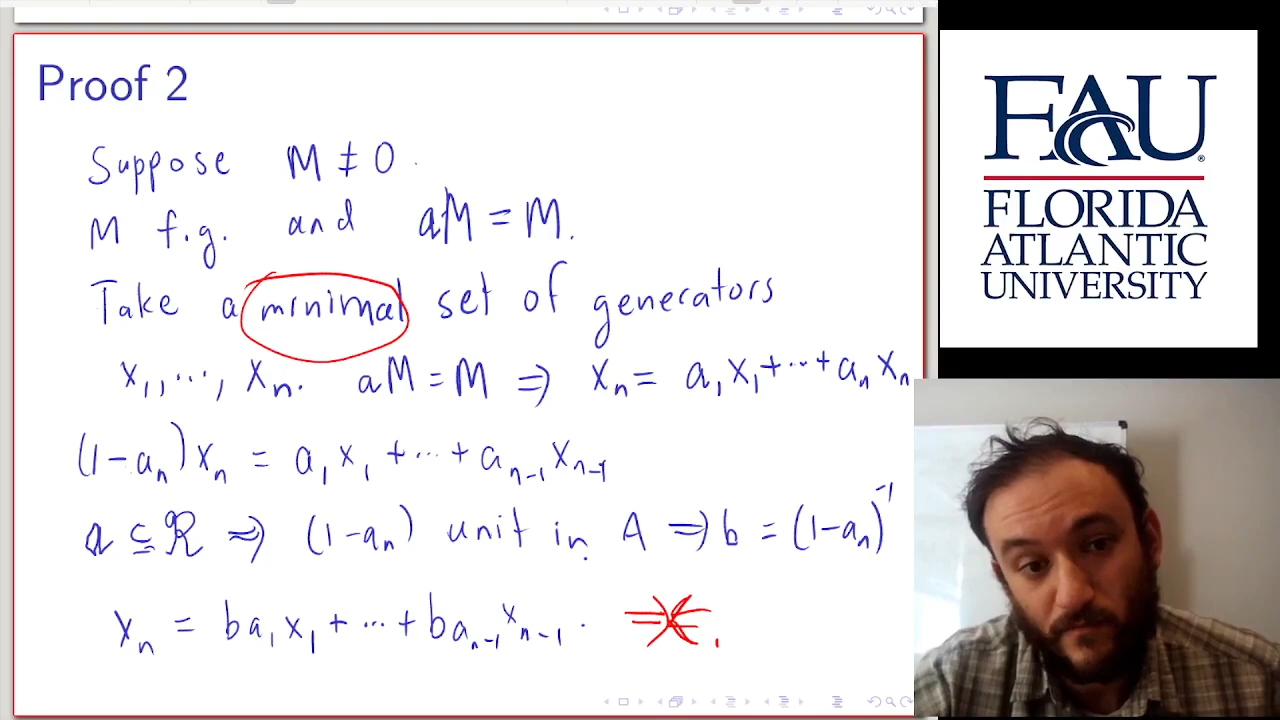 Proof 2
Suppose M ≠ 0.
M f.g. and aM = M.
Take a minimal set of generators
x₁, ..., xₙ. aM = M ⇒ xₙ = a₁x₁ + ... + aₙxₙ
(1-aₙ)xₙ = a₁x₁ + ... + aₙ₋₁xₙ₋₁
a ⊆ ℜ ⇒ (1-aₙ) unit in A ⇒ b = (1-aₙ)⁻¹
xₙ = ba₁x₁ + ... + baₙ₋₁xₙ₋₁. ⇒⇐.
FAU®
FLORIDA
ATLANTIC
UNIVERSITY